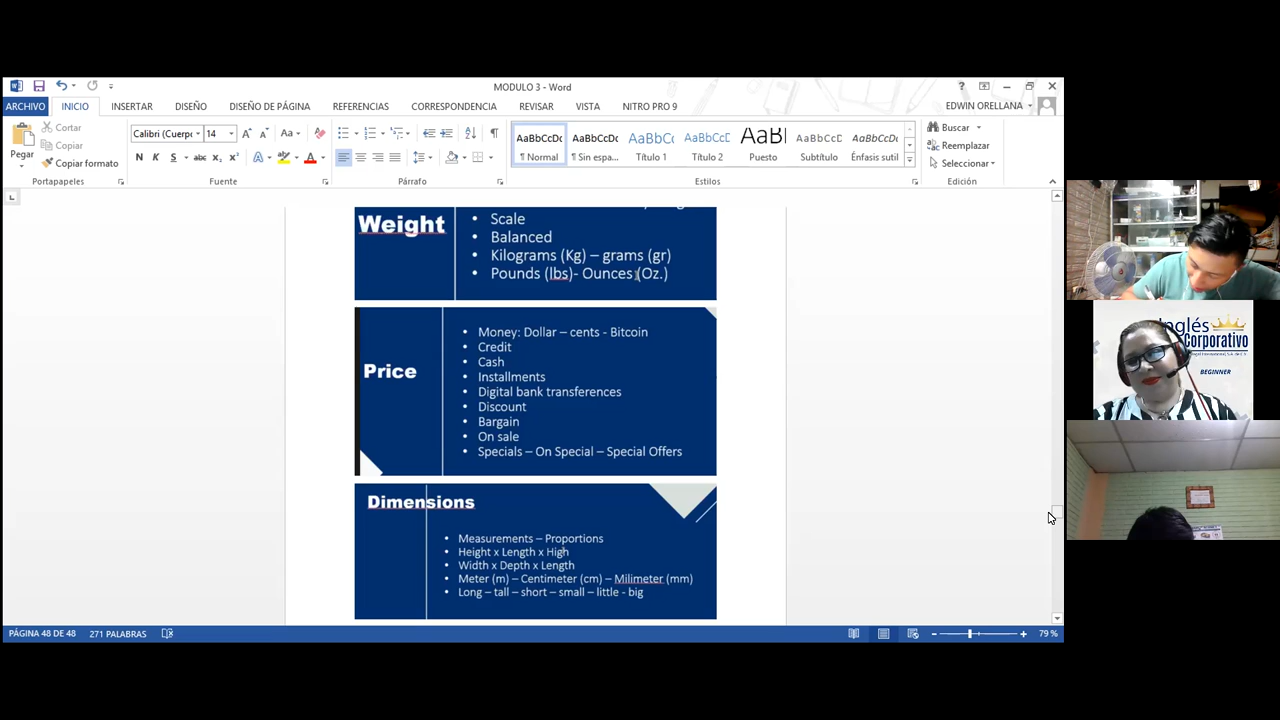 MODULO 3 - Word
ARCHIVO INICIO INSERTAR DISEÑO DISEÑO DE PÁGINA REFERENCIAS CORRESPONDENCIA REVISAR VISTA NITRO PRO 9 EDWIN ORELLANA
Pegar
Cortar
Copiar
Copiar formato
Portapapeles
Calibri (Cuerpo 14
Fuente
Párrafo
AaBbCcDc AaBbCcDc AaBbCc AaBbCcD AaBl AaBbCcD AaBbCcDc
¶ Normal ¶ Sin espa... Título 1 Título 2 Puesto Subtítulo Énfasis sutil
Estilos
Buscar
Reemplazar
Seleccionar
Edición
Weight
• Scale
• Balanced
• Kilograms (Kg) – grams (gr)
• Pounds (lbs)- Ounces (Oz.)
Price
• Money: Dollar – cents - Bitcoin
• Credit
• Cash
• Installments
• Digital bank transferences
• Discount
• Bargain
• On sale
• Specials – On Special – Special Offers
Dimensions
• Measurements – Proportions
• Height x Length x High
• Width x Depth x Length
• Meter (m) – Centimeter (cm) – Milimeter (mm)
• Long – tall – short – small – little - big
PÁGINA 48 DE 48 271 PALABRAS 79 %
Inglés
Corporativo
BEGINNER